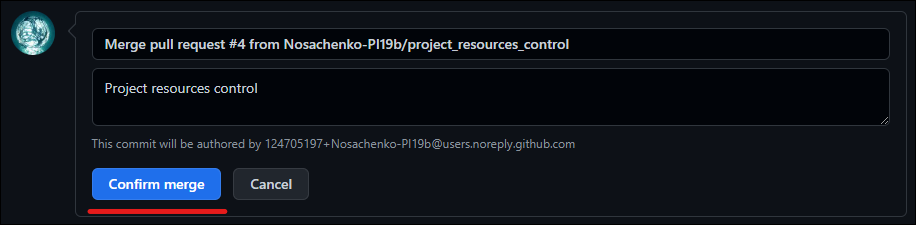 Merge pull request #4 from Nosachenko-PI19b/project_resources_control
Project resources control
This commit will be authored by 124705197+Nosachenko-PI19b@users.noreply.github.com
Confirm merge Cancel